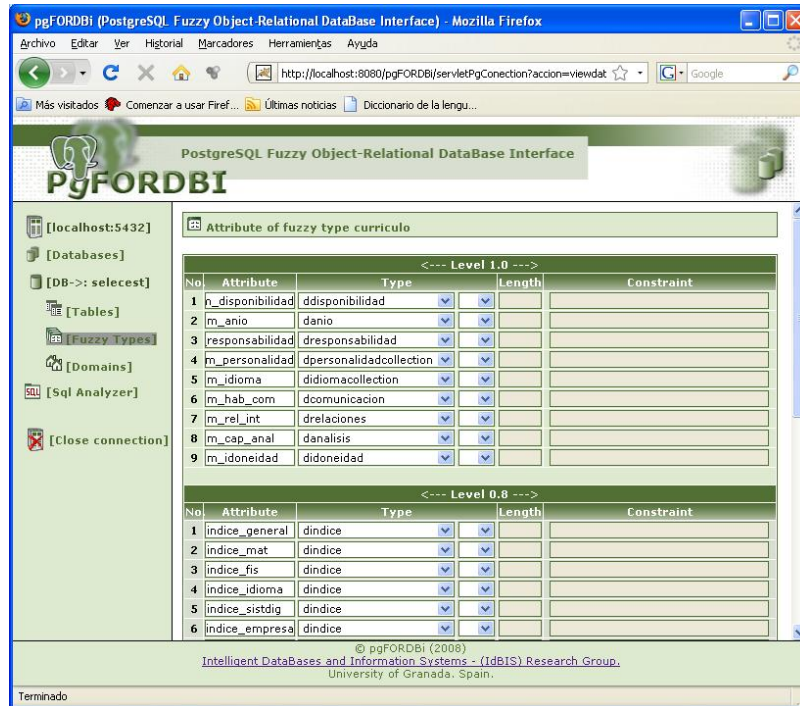 pgFORDBi (PostgreSQL Fuzzy Object-Relational DataBase Interface) - Mozilla Firefox
Archivo Editar Ver Historial Marcadores Herramientas Ayuda
http://localhost:8080/pgFORDBi/servletPgConection?accion=viewdat
Google
Más visitados Comenzar a usar Firef... Últimas noticias Diccionario de la lengu...
PostgreSQL Fuzzy Object-Relational DataBase Interface
PgFORDBI
[localhost:5432]
[Databases]
[DB->: selecest]
[Tables]
[Fuzzy Types]
[Domains]
SQL [Sql Analyzer]
[Close connection]
Attribute of fuzzy type curriculo
<--- Level 1.0 --->
No. Attribute Type Length Constraint
1 n_disponibilidad ddisponibilidad
2 m_anio danio
3 responsabilidad dresponsabilidad
4 m_personalidad dpersonalidadcollection
5 m_idioma didiomacollection
6 m_hab_com dcomunicacion
7 m_rel_int drelaciones
8 m_cap_anal danalisis
9 m_idoneidad didoneidad
<--- Level 0.8 --->
No. Attribute Type Length Constraint
1 indice_general dindice
2 indice_mat dindice
3 indice_fis dindice
4 indice_idioma dindice
5 indice_sistdig dindice
6 indice_empresa dindice
© pgFORDBi (2008)
Intelligent DataBases and Information Systems - (IdBIS) Research Group.
University of Granada. Spain.
Terminado